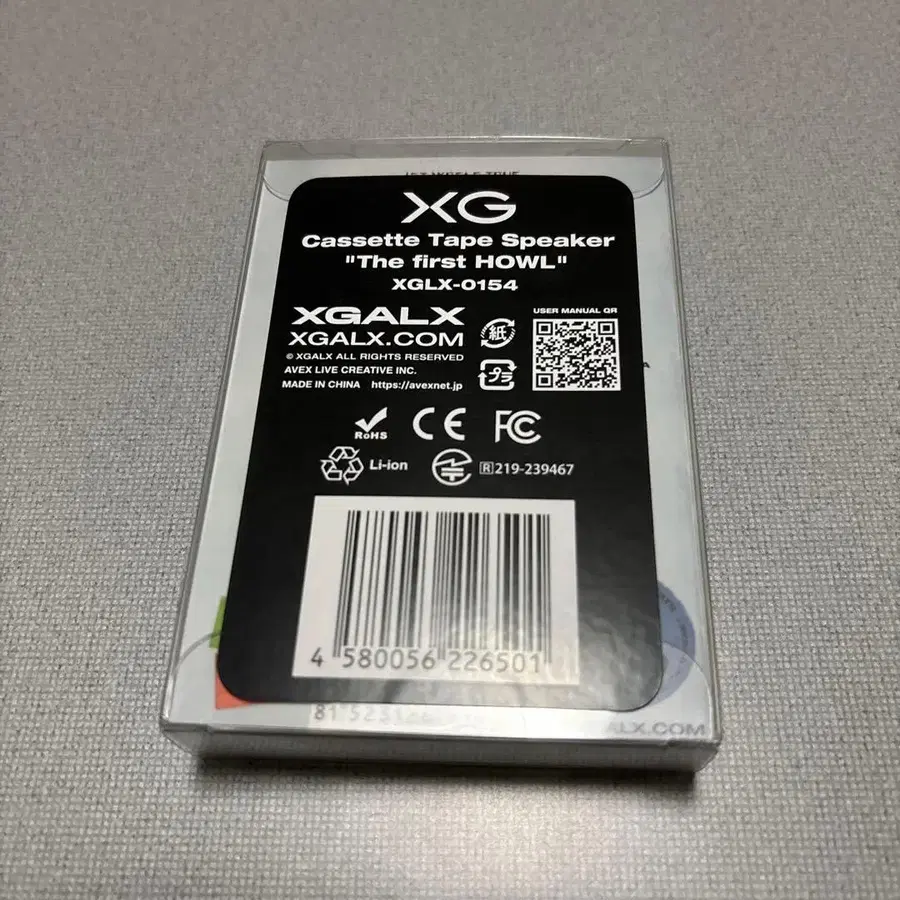 XG
Cassette Tape Speaker
"The first HOWL"
XGLX-0154
XGALX
XGALX.COM
© XGALX ALL RIGHTS RESERVED
AVEX LIVE CREATIVE INC.
MADE IN CHINA https://avexnet.jp
紙
プラ
USER MANUAL QR
RoHS
CE
FC
Li-ion
R 219-239467
4 580056 226501
ALX.COM